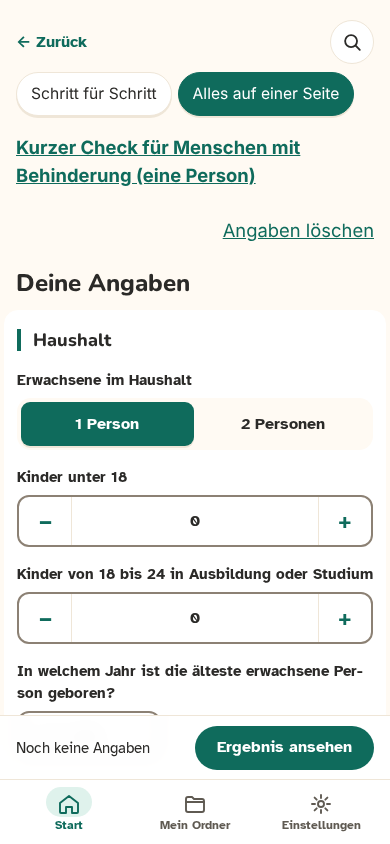 ← Zurück
Schritt für Schritt
Alles auf einer Seite
Kurzer Check für Menschen mit
Behinderung (eine Person)
Angaben löschen
Deine Angaben
Haushalt
Erwachsene im Haushalt
1 Person
2 Personen
Kinder unter 18
− 0 +
Kinder von 18 bis 24 in Ausbildung oder Studium
− 0 +
In welchem Jahr ist die älteste erwachsene Per-
son geboren?
Noch keine Angaben
Ergebnis ansehen
Start
Mein Ordner
Einstellungen